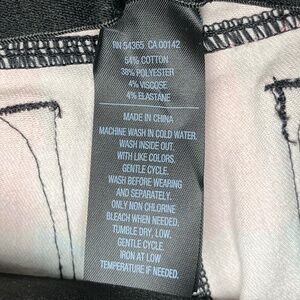 RN 54365 CA 00142
54% COTTON
38% POLYESTER
4% VISCOSE
4% ELASTANE
MADE IN CHINA
MACHINE WASH IN COLD WATER.
WASH INSIDE OUT.
WITH LIKE COLORS.
GENTLE CYCLE.
WASH BEFORE WEARING
AND SEPARATELY.
ONLY NON CHLORINE
BLEACH WHEN NEEDED.
TUMBLE DRY, LOW.
GENTLE CYCLE.
IRON AT LOW
TEMPERATURE IF NEEDED.